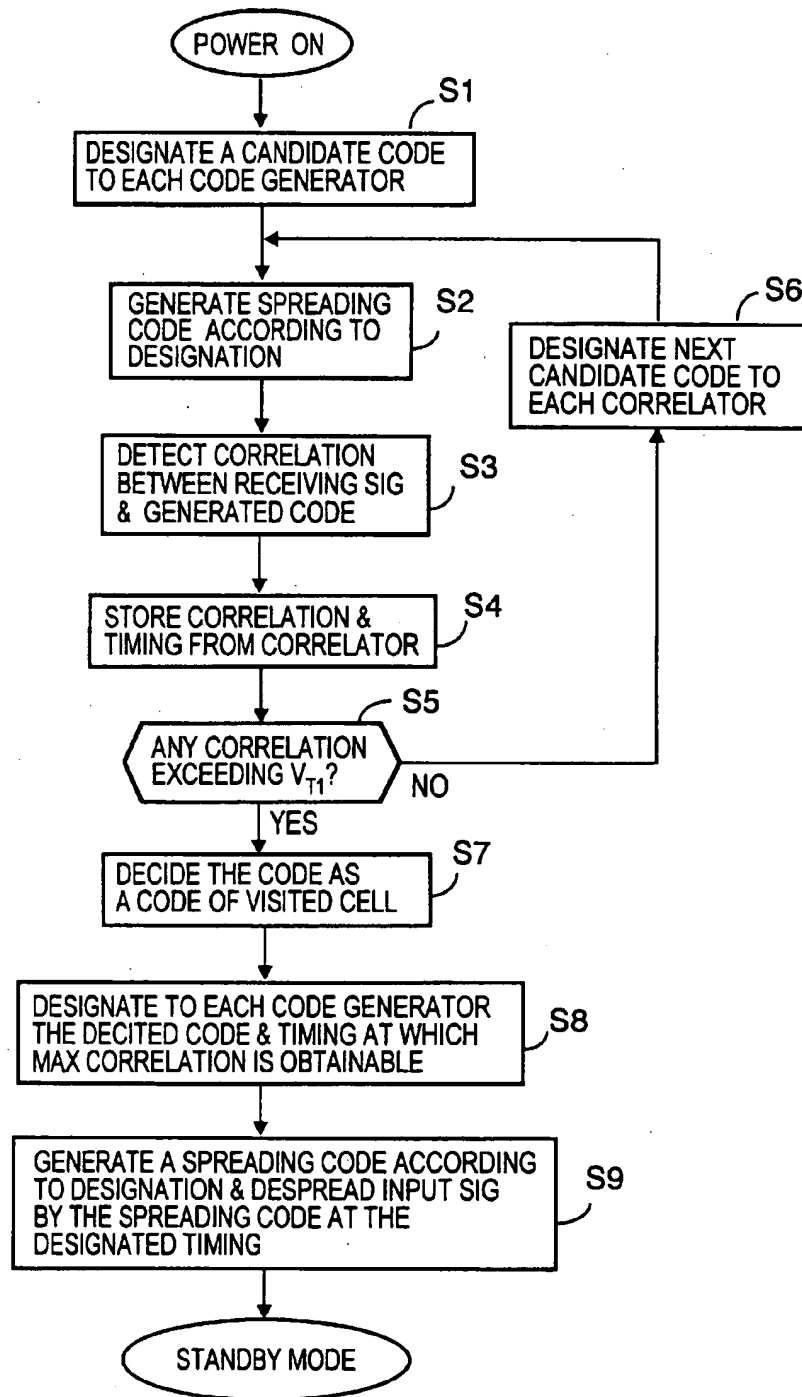 POWER ON
S1
DESIGNATE A CANDIDATE CODE
TO EACH CODE GENERATOR
S2
GENERATE SPREADING
CODE ACCORDING TO
DESIGNATION
S6
DESIGNATE NEXT
CANDIDATE CODE TO
EACH CORRELATOR
S3
DETECT CORRELATION
BETWEEN RECEIVING SIG
& GENERATED CODE
S4
STORE CORRELATION &
TIMING FROM CORRELATOR
S5
ANY CORRELATION
EXCEEDING VT1?
NO
YES
S7
DECIDE THE CODE AS
A CODE OF VISITED CELL
S8
DESIGNATE TO EACH CODE GENERATOR
THE DECITED CODE & TIMING AT WHICH
MAX CORRELATION IS OBTAINABLE
S9
GENERATE A SPREADING CODE ACCORDING
TO DESIGNATION & DESPREAD INPUT SIG
BY THE SPREADING CODE AT THE
DESIGNATED TIMING
STANDBY MODE